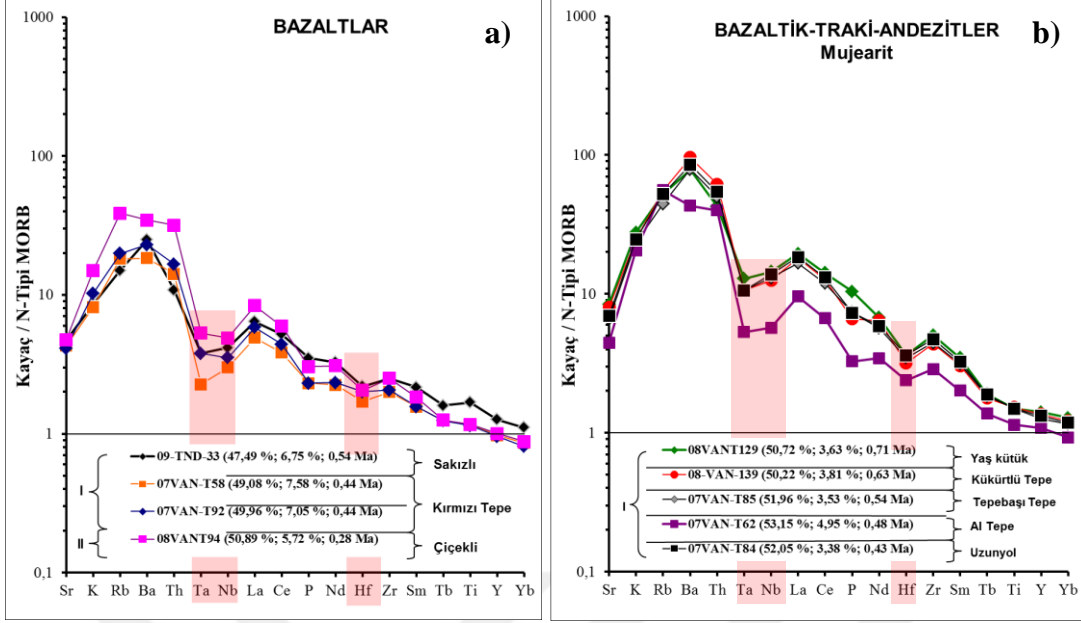 BAZALTLAR
a)
Kayaç / N-Tipi MORB
1000
100
10
1
0,1
I
II
09-TND-33 (47,49 %; 6,75 %; 0,54 Ma)
Sakızlı
07VAN-T58 (49,08 %; 7,58 %; 0,44 Ma)
Kırmızı Tepe
07VAN-T92 (49,96 %; 7,05 %; 0,44 Ma)
08VANT94 (50,89 %; 5,72 %; 0,28 Ma)
Çiçekli
Sr K Rb Ba Th Ta Nb La Ce P Nd Hf Zr Sm Tb Ti Y Yb
BAZALTİK-TRAKİ-ANDEZİTLER
Mujearit
b)
Kayaç / N-Tipi MORB
1000
100
10
1
0,1
I
08VANT129 (50,72 %; 3,63 %; 0,71 Ma)
Yaş kütük
08-VAN-139 (50,22 %; 3,81 %; 0,63 Ma)
Kükürtlü Tepe
07VAN-T85 (51,96 %; 3,53 %; 0,54 Ma)
Tepebaşı Tepe
07VAN-T62 (53,15 %; 4,95 %; 0,48 Ma)
Al Tepe
07VAN-T84 (52,05 %; 3,38 %; 0,43 Ma)
Uzunyol
Sr K Rb Ba Th Ta Nb La Ce P Nd Hf Zr Sm Tb Ti Y Yb